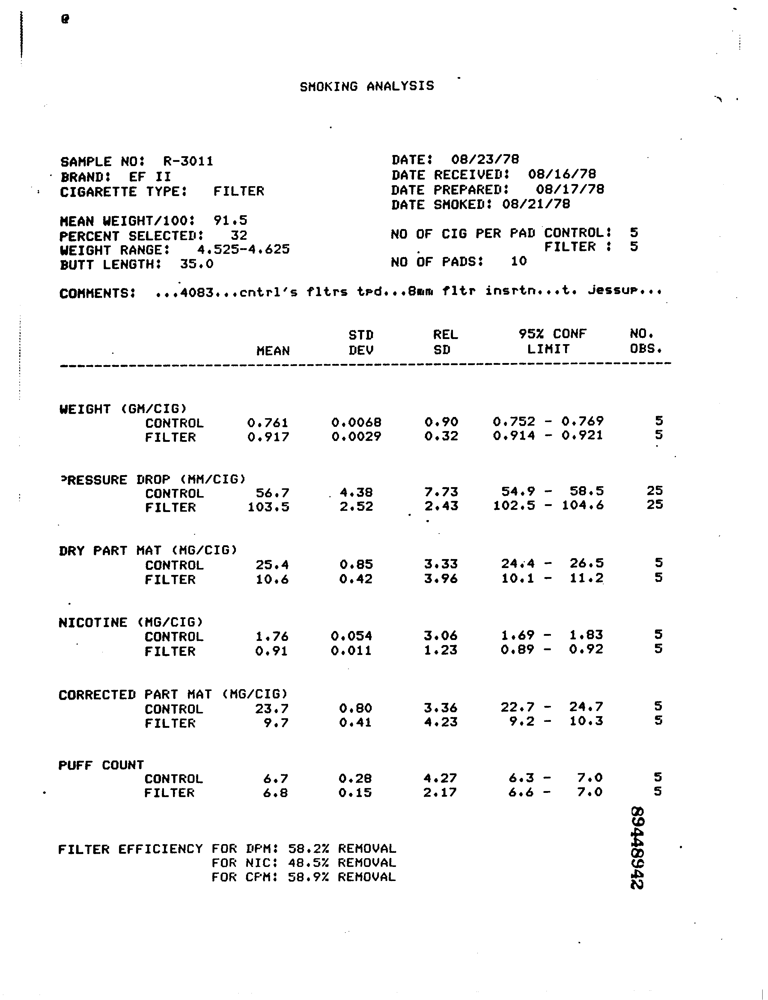 SMOKING ANALYSIS
SAMPLE NO: R-3011 DATE: 08/23/78
BRAND: EF II DATE RECEIVED: 08/16/78
CIGARETTE TYPE: FILTER DATE PREPARED: 08/17/78
DATE SMOKED: 08/21/78
MEAN WEIGHT/100: 91.5
PERCENT SELECTED: 32 NO OF CIG PER PAD CONTROL: 5
WEIGHT RANGE: 4.525-4.625 FILTER : 5
BUTT LENGTH: 35.0 NO OF PADS: 10
COMMENTS: ...4083...cntrl's fltrs tpd...8mm fltr insrtn...t. jessup...
STD REL 95% CONF NO.
MEAN DEV SD LIMIT OBS.
WEIGHT (GM/CIG)
CONTROL 0.761 0.0068 0.90 0.752 - 0.769 5
FILTER 0.917 0.0029 0.32 0.914 - 0.921 5
PRESSURE DROP (MM/CIG)
CONTROL 56.7 4.38 7.73 54.9 - 58.5 25
FILTER 103.5 2.52 2.43 102.5 - 104.6 25
DRY PART MAT (MG/CIG)
CONTROL 25.4 0.85 3.33 24.4 - 26.5 5
FILTER 10.6 0.42 3.96 10.1 - 11.2 5
NICOTINE (MG/CIG)
CONTROL 1.76 0.054 3.06 1.69 - 1.83 5
FILTER 0.91 0.011 1.23 0.89 - 0.92 5
CORRECTED PART MAT (MG/CIG)
CONTROL 23.7 0.80 3.36 22.7 - 24.7 5
FILTER 9.7 0.41 4.23 9.2 - 10.3 5
PUFF COUNT
CONTROL 6.7 0.28 4.27 6.3 - 7.0 5
FILTER 6.8 0.15 2.17 6.6 - 7.0 5
FILTER EFFICIENCY FOR DPM: 58.2% REMOVAL
FOR NIC: 48.5% REMOVAL
FOR CPM: 58.9% REMOVAL
89448942